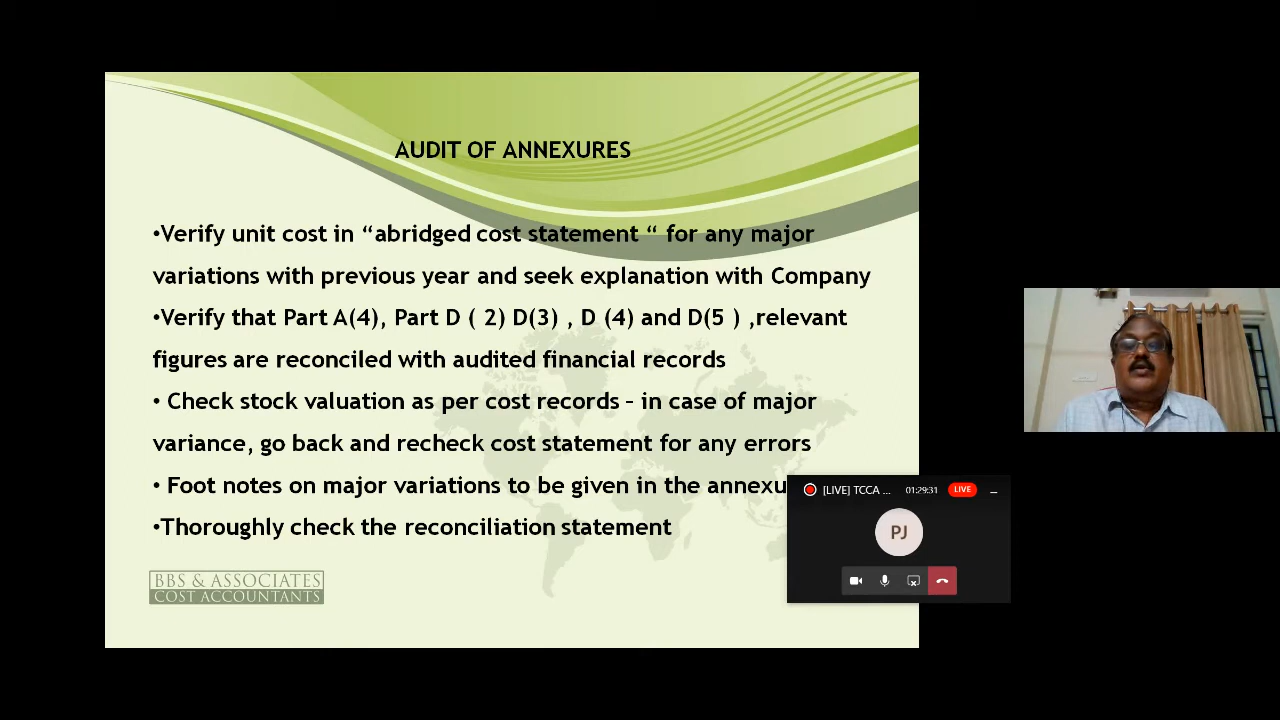 AUDIT OF ANNEXURES
•Verify unit cost in “abridged cost statement “ for any major
variations with previous year and seek explanation with Company
•Verify that Part A(4), Part D ( 2) D(3) , D (4) and D(5 ) ,relevant
figures are reconciled with audited financial records
• Check stock valuation as per cost records – in case of major
variance, go back and recheck cost statement for any errors
• Foot notes on major variations to be given in the
•Thoroughly check the reconciliation statement
BBS & ASSOCIATES
COST ACCOUNTANTS
[LIVE] TCCA ... 01:29:31 LIVE
PJ